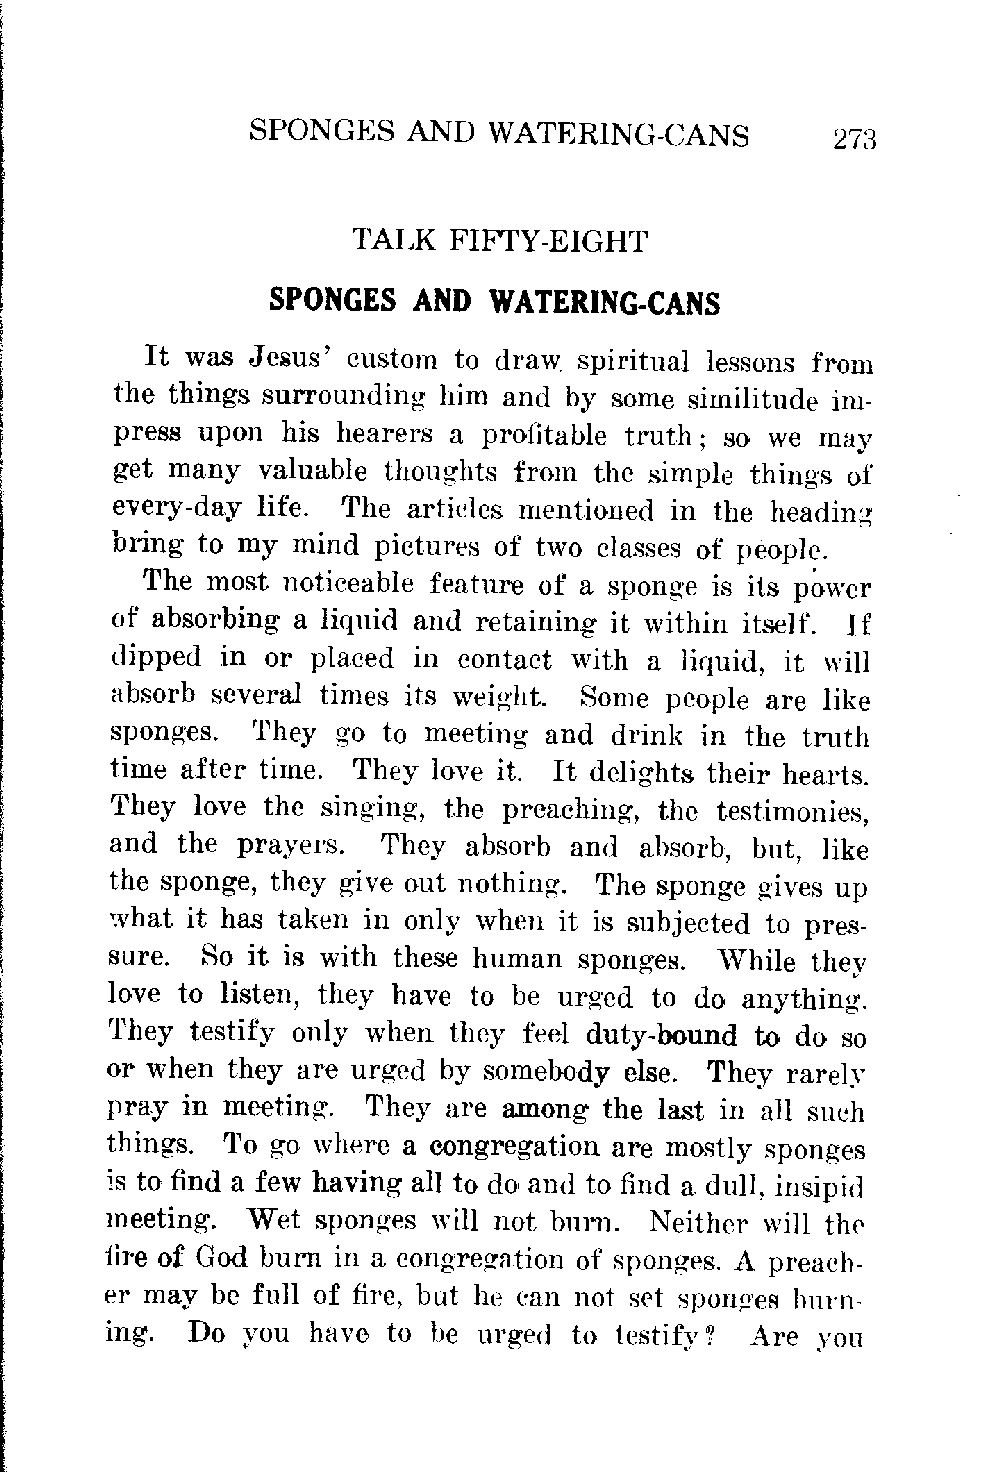 SPONGES AND WATERING-CANS 273
TALK FIFTY-EIGHT
SPONGES AND WATERING-CANS
It was Jesus' custom to draw spiritual lessons from
the things surrounding him and by some similitude im-
press upon his hearers a profitable truth; so we may
get many valuable thoughts from the simple things of
every-day life. The articles mentioned in the heading
bring to my mind pictures of two classes of people.
The most noticeable feature of a sponge is its power
of absorbing a liquid and retaining it within itself. If
dipped in or placed in contact with a liquid, it will
absorb several times its weight. Some people are like
sponges. They go to meeting and drink in the truth
time after time. They love it. It delights their hearts.
They love the singing, the preaching, the testimonies,
and the prayers. They absorb and absorb, but, like
the sponge, they give out nothing. The sponge gives up
what it has taken in only when it is subjected to pres-
sure. So it is with these human sponges. While they
love to listen, they have to be urged to do anything.
They testify only when they feel duty-bound to do so
or when they are urged by somebody else. They rarely
pray in meeting. They are among the last in all such
things. To go where a congregation are mostly sponges
is to find a few having all to do and to find a dull, insipid
meeting. Wet sponges will not burn. Neither will the
fire of God burn in a congregation of sponges. A preach-
er may be full of fire, but he can not set sponges burn-
ing. Do you have to be urged to testify? Are you